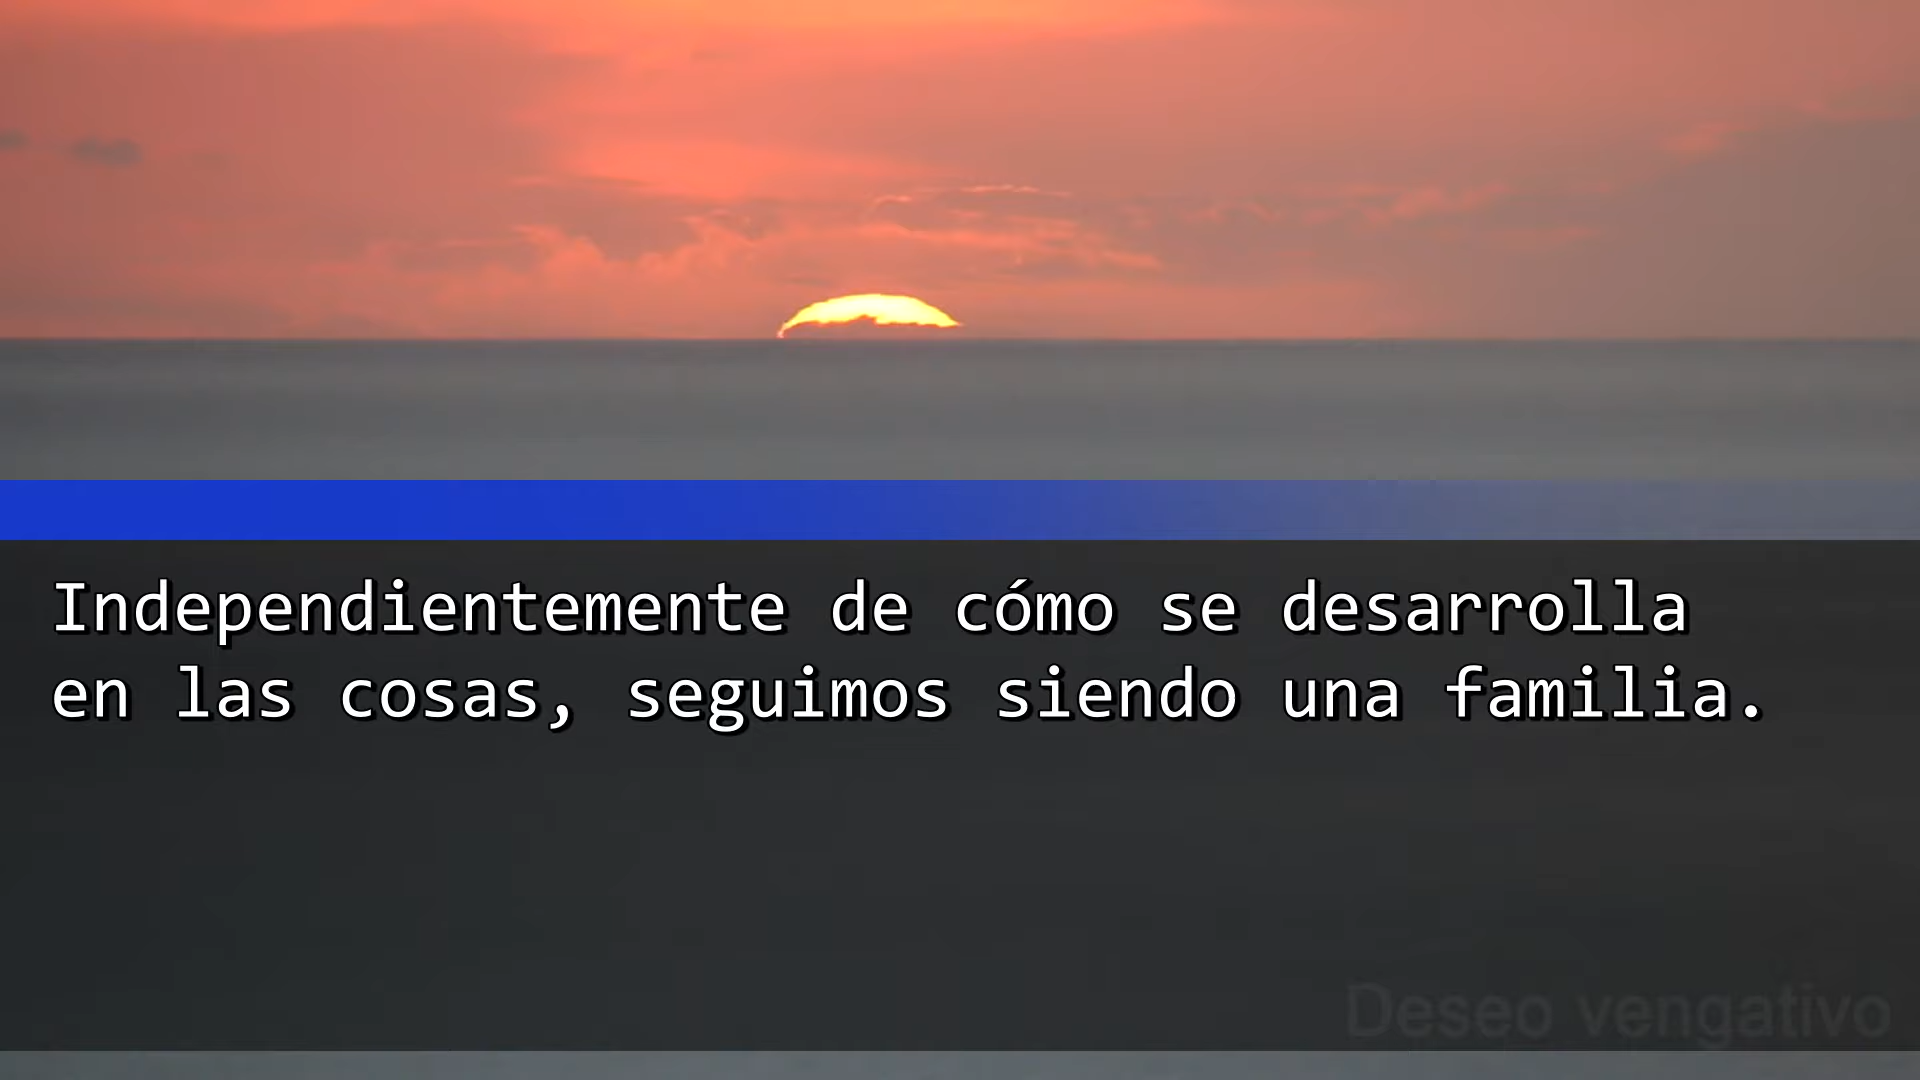 Independientemente de cómo se desarrolla
en las cosas, seguimos siendo una familia.
Deseo vengativo